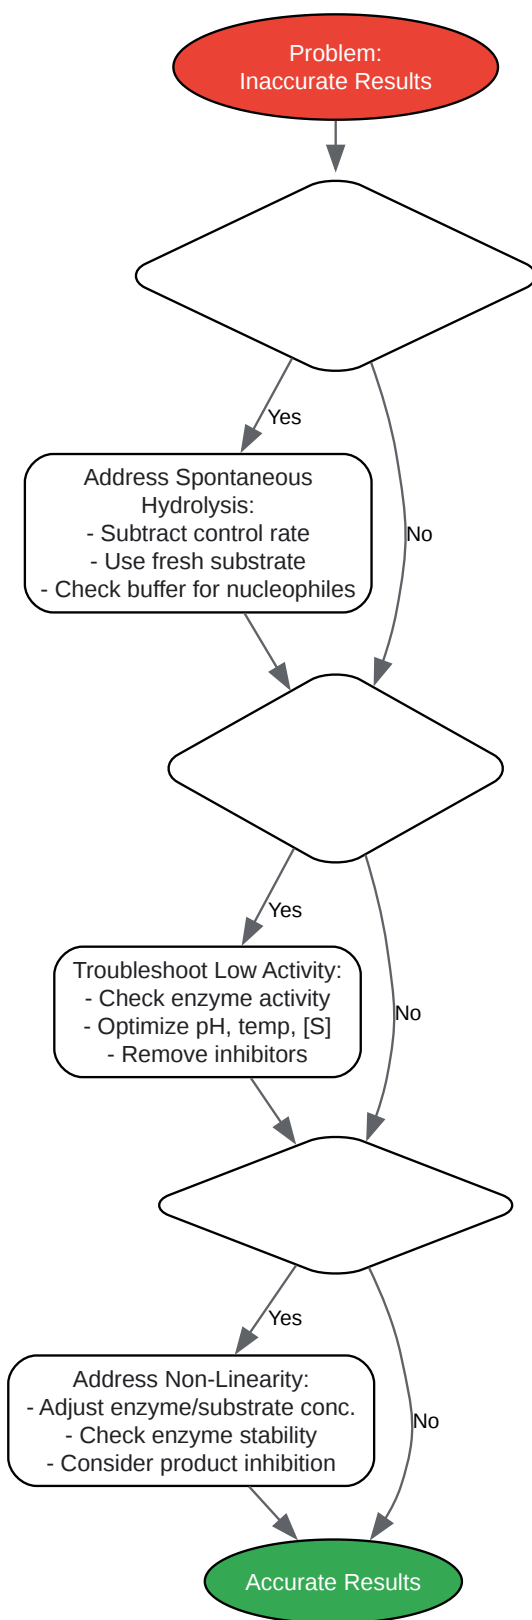 Problem:
Inaccurate Results
Yes
Address Spontaneous
Hydrolysis:
- Subtract control rate
- Use fresh substrate
- Check buffer for nucleophiles
No
Yes
Troubleshoot Low Activity:
- Check enzyme activity
- Optimize pH, temp, [S]
- Remove inhibitors
No
Yes
Address Non-Linearity:
- Adjust enzyme/substrate conc.
- Check enzyme stability
- Consider product inhibition
No
Accurate Results